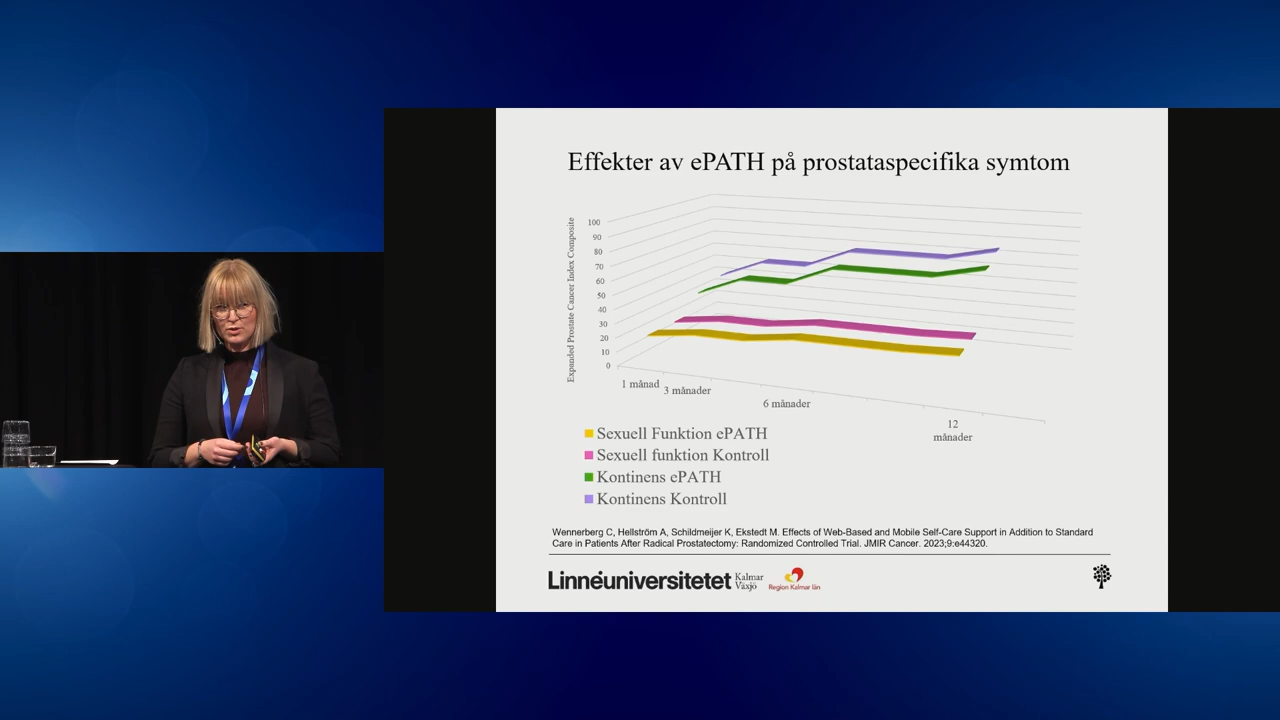 Effekter av ePATH på prostataspecifika symtom
Expanded Prostate Cancer Index Composite
100
90
80
70
60
50
40
30
20
10
0
1 månad
3 månader
6 månader
12
månader
Sexuell Funktion ePATH
Sexuell funktion Kontroll
Kontinens ePATH
Kontinens Kontroll
Wennerberg C, Hellström A, Schildmeijer K, Ekstedt M. Effects of Web-Based and Mobile Self-Care Support in Addition to Standard
Care in Patients After Radical Prostatectomy: Randomized Controlled Trial. JMIR Cancer. 2023;9:e44320.
Linnéuniversitetet
Kalmar
Växjö
Region Kalmar län